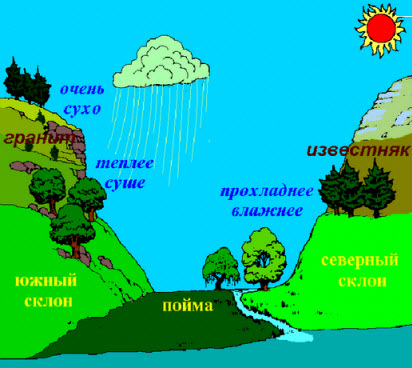 очень
сухо
гранит
известняк
теплее
суше
прохладнее
влажнее
северный
склон
южный
склон
пойма